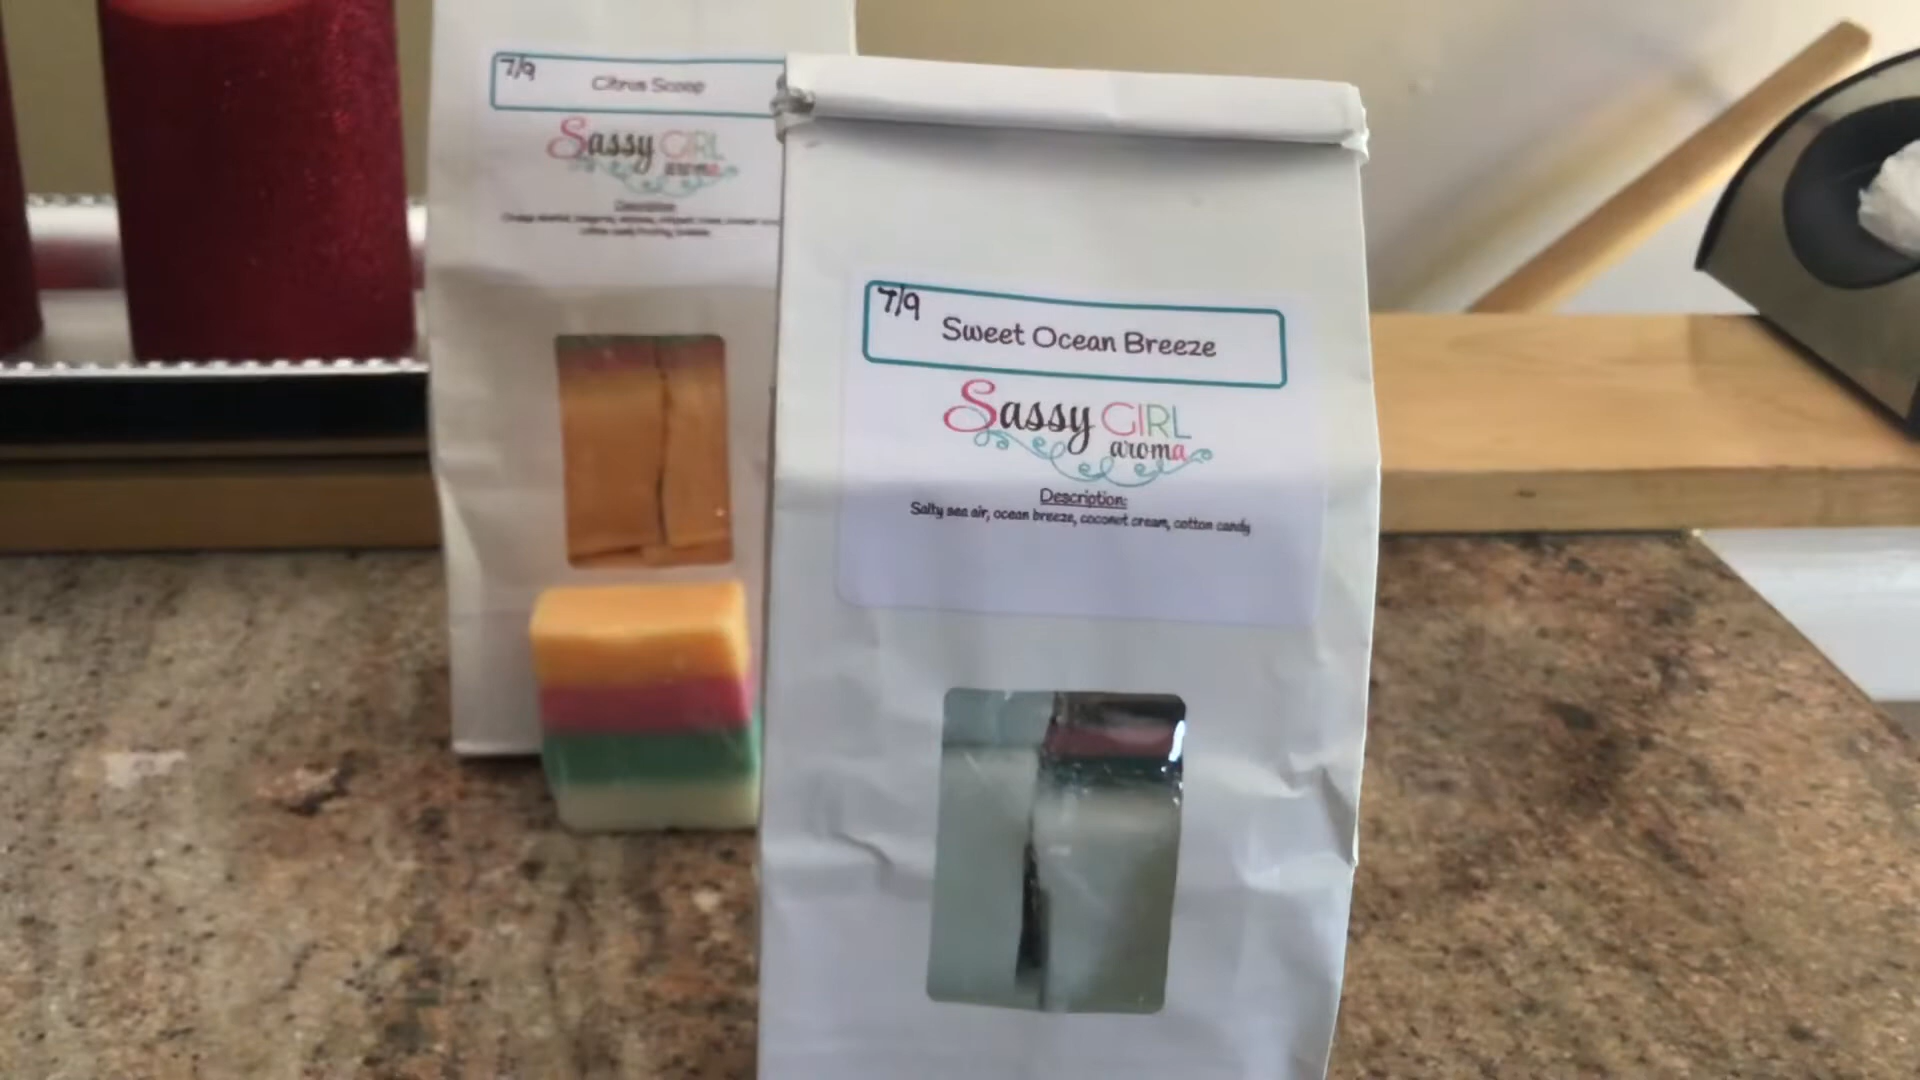 7/9
Citrus Scoop
Sassy GIRL
aroma
Description:
7/9
Sweet Ocean Breeze
Sassy GIRL
aroma
Description:
Salty sea air, ocean breeze, coconut cream, cotton candy